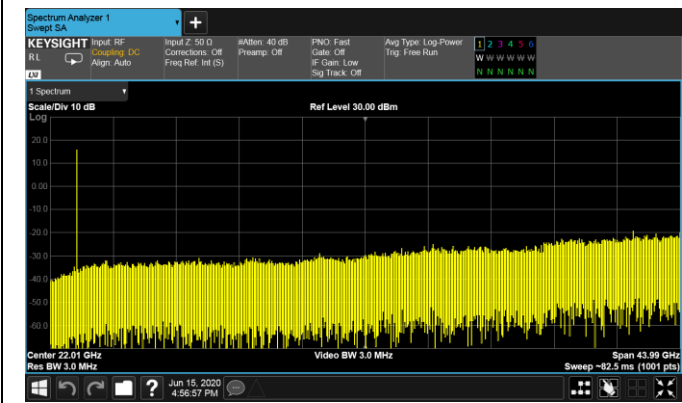 Spectrum Analyzer 1
Swept SA
KEYSIGHT
RL
LXI
Input: RF
Coupling: DC
Align: Auto
Input Z: 50 Ω
Corrections: Off
Freq Ref: Int (S)
#Atten: 40 dB
Preamp: Off
PNO: Fast
Gate: Off
IF Gain: Low
Sig Track: Off
Avg Type: Log-Power
Trig: Free Run
1 2 3 4 5 6
W W W W W W
N N N N N N
1 Spectrum
Scale/Div 10 dB
Ref Level 30.00 dBm
Log
20.0
10.0
0.00
-10.0
-20.0
-30.0
-40.0
-50.0
-60.0
Center 22.01 GHz
Video BW 3.0 MHz
Span 43.99 GHz
Res BW 3.0 MHz
Sweep ~82.5 ms (1001 pts)
?
Jun 15, 2020
4:56:57 PM